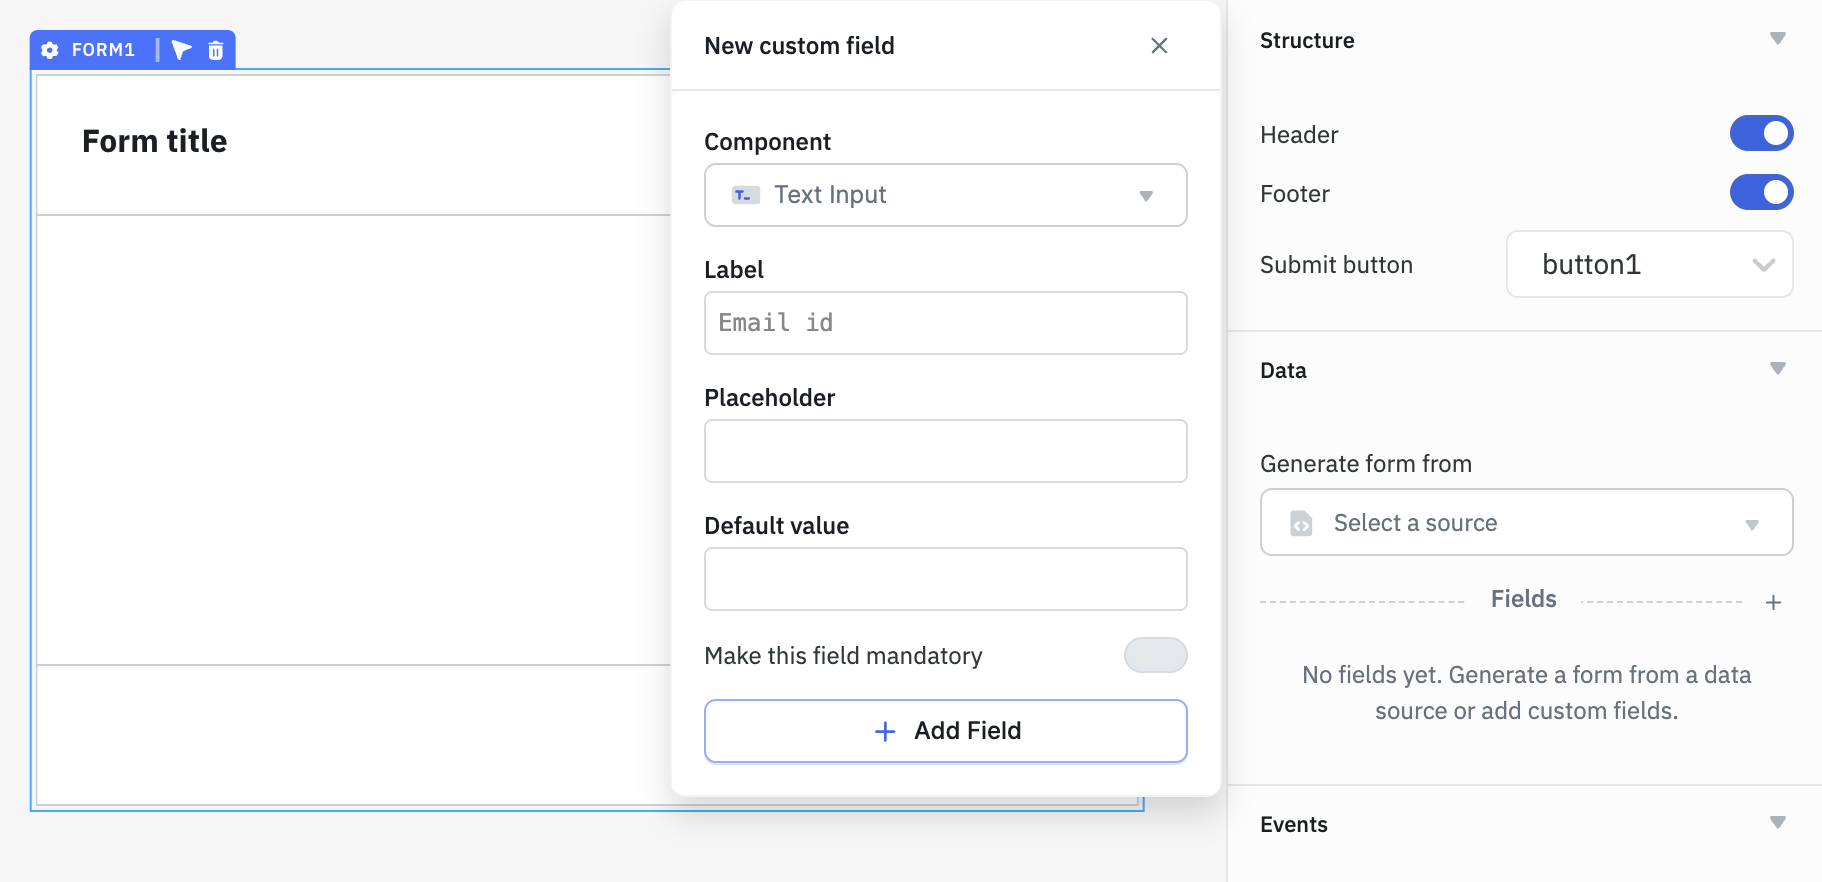 FORM1
Form title
New custom field
Component
Text Input
Label
Email id
Placeholder
Default value
Make this field mandatory
Add Field
Structure
Header
Footer
Submit button
button1
Data
Generate form from
Select a source
Fields
No fields yet. Generate a form from a data
source or add custom fields.
Events